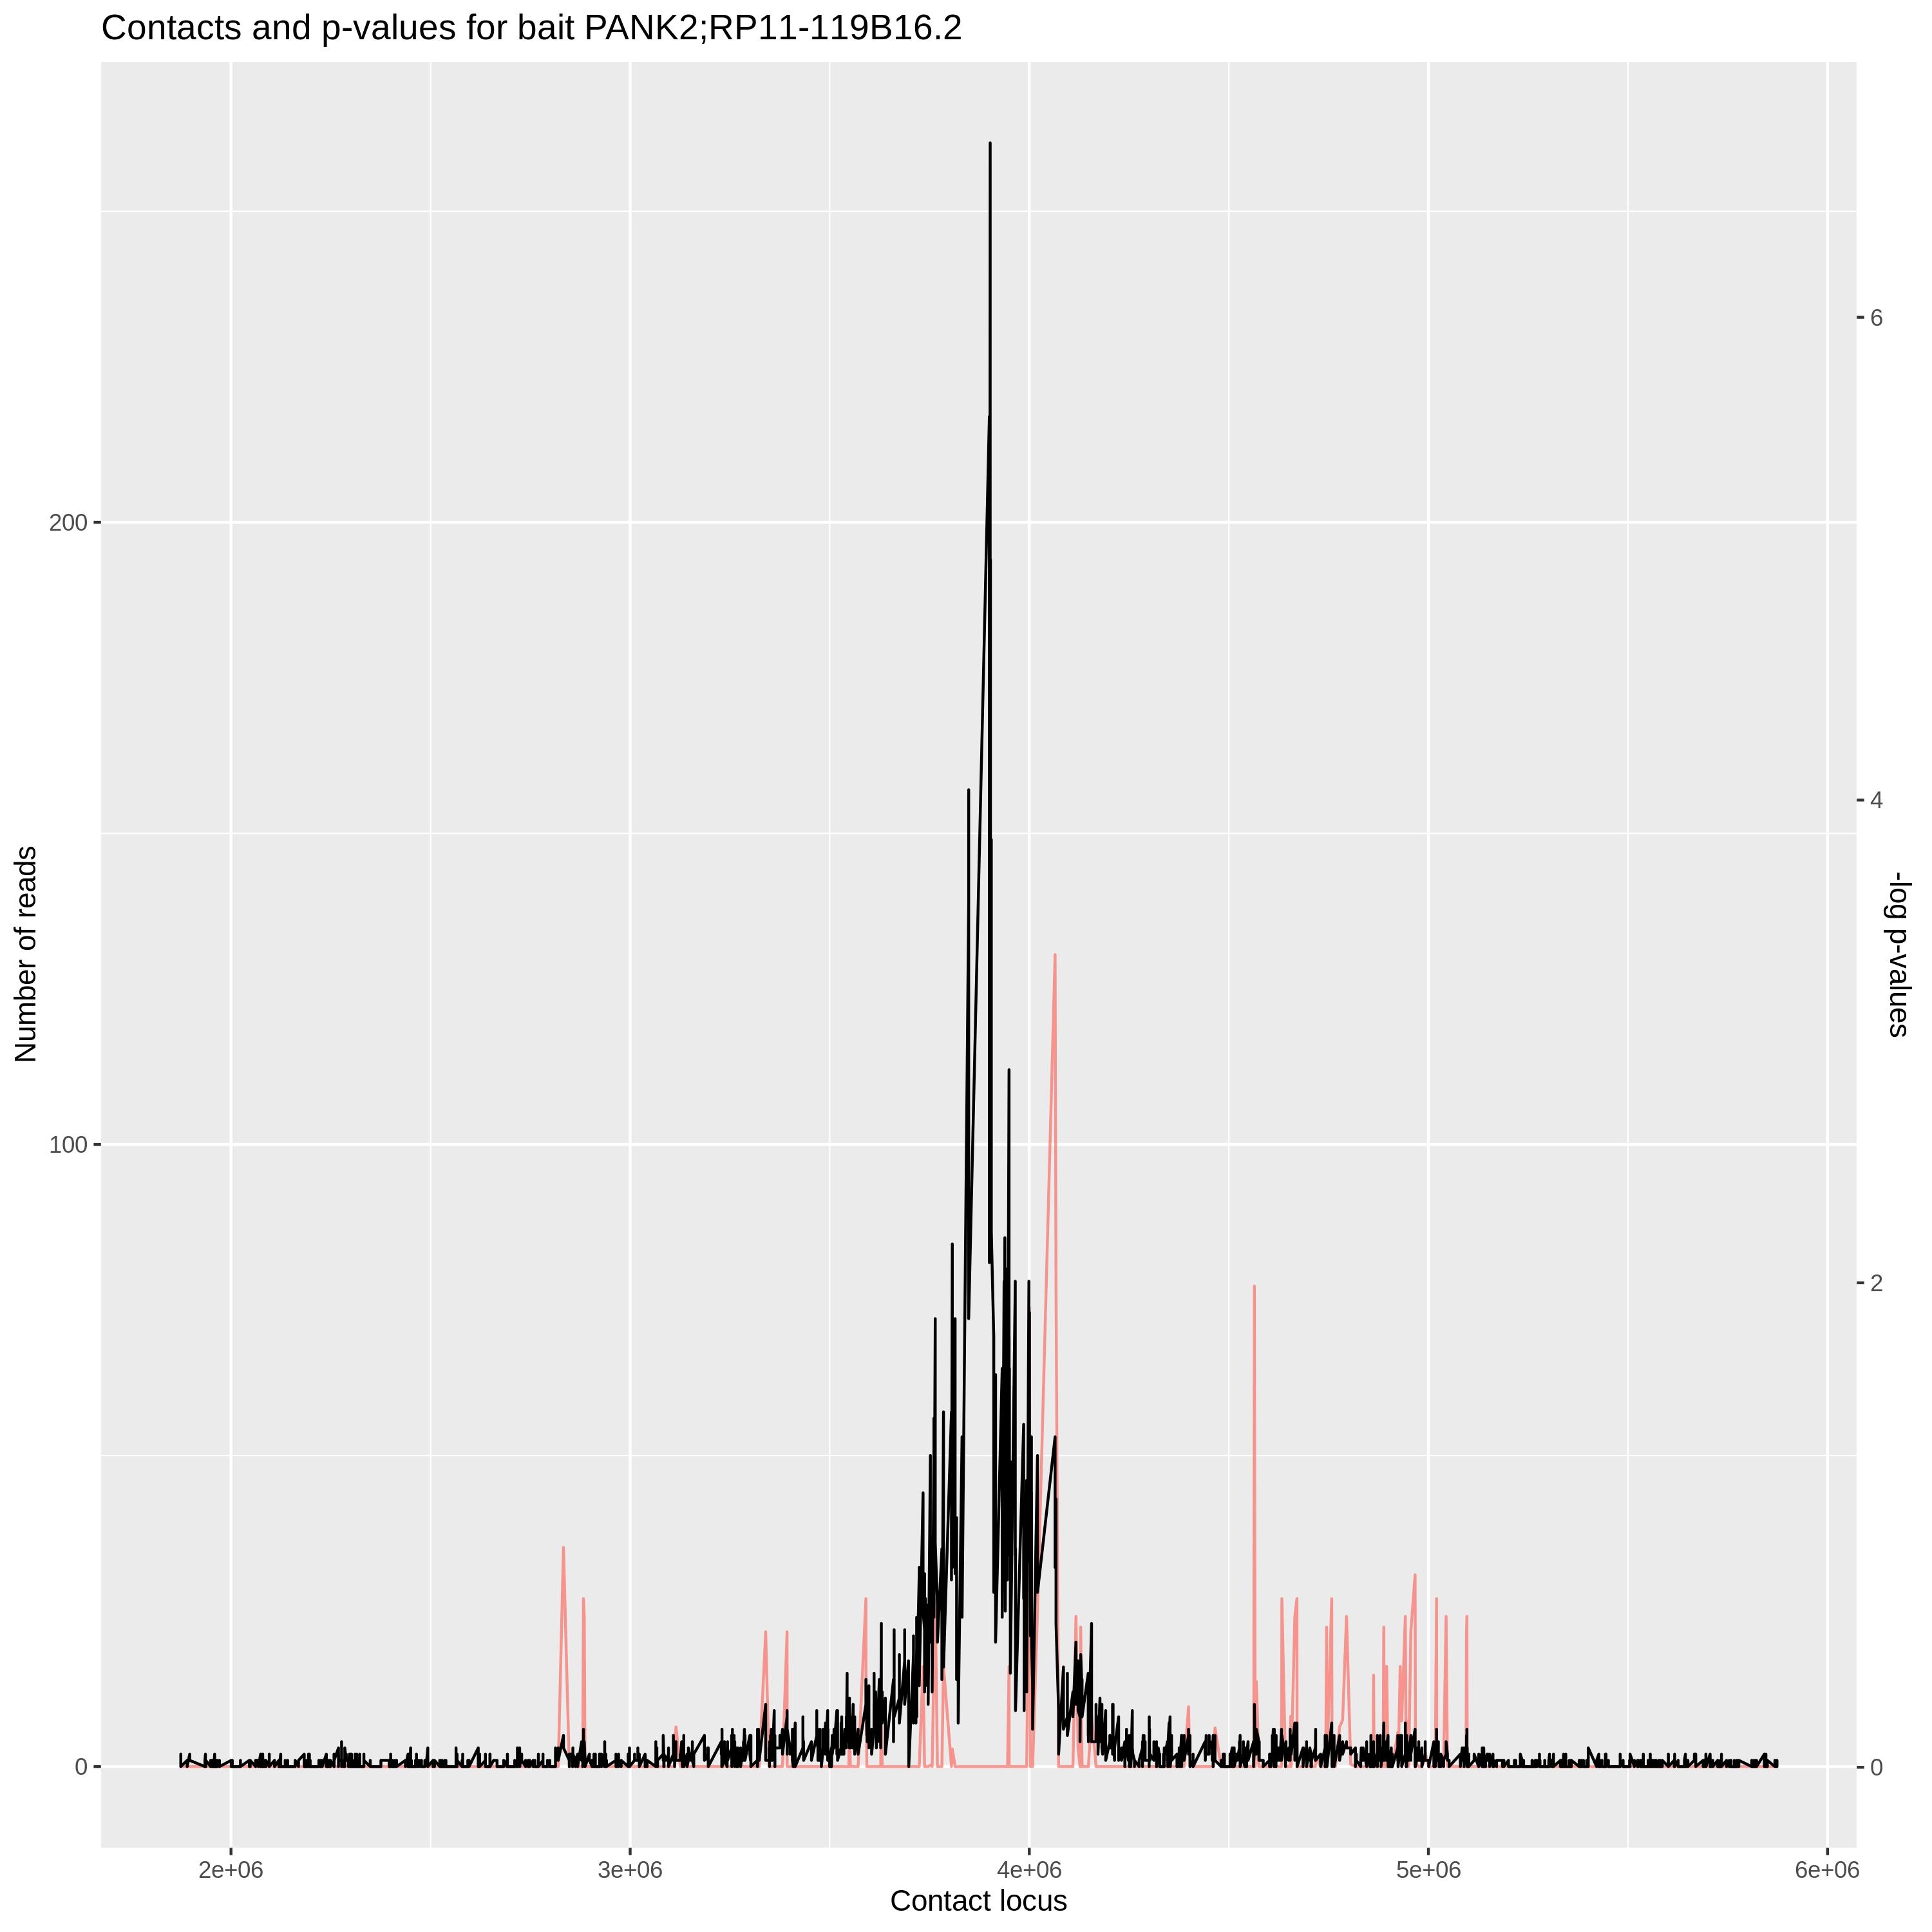 Contacts and p-values for bait PANK2;RP11-119B16.2
200
100
0
Number of reads
6
4
2
0
-log p-values
2e+06 3e+06 4e+06 5e+06 6e+06
Contact locus